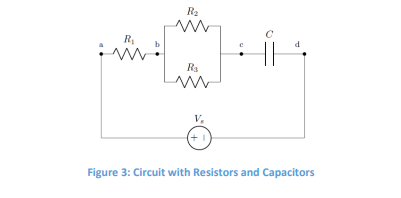 R₂
R₁
C
a
b
c
d
R₃
Vₛ
+ |
Figure 3: Circuit with Resistors and Capacitors